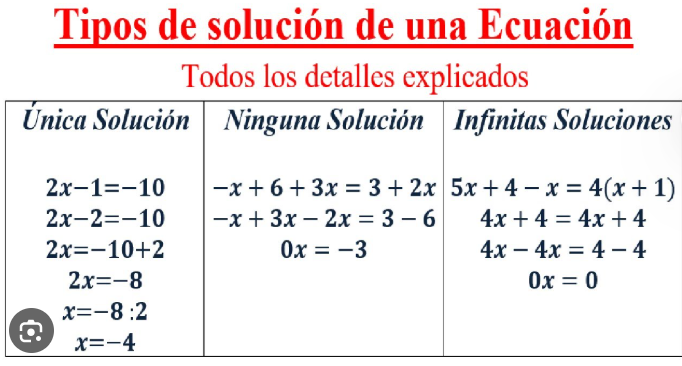 Tipos de solución de una Ecuación
Todos los detalles explicados
Única Solución
2x−1=−10
2x−2=−10
2x=−10+2
2x=−8
x=−8 :2
x=−4
Ninguna Solución
−x + 6 + 3x = 3 + 2x
−x + 3x − 2x = 3 − 6
0x = −3
Infinitas Soluciones
5x + 4 − x = 4(x + 1)
4x + 4 = 4x + 4
4x − 4x = 4 − 4
0x = 0